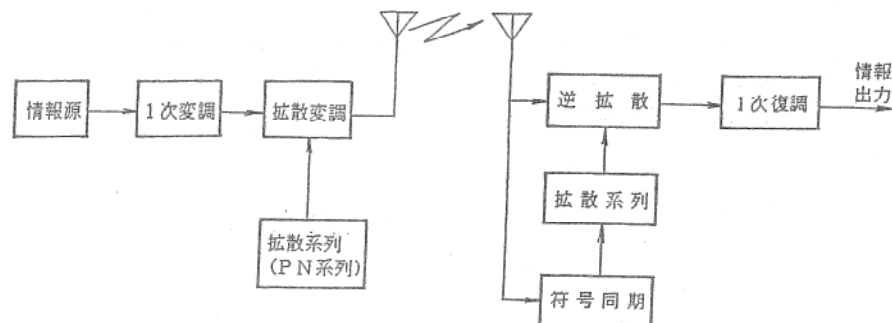 情報源
1次変調
拡散変調
拡散系列
(PN系列)
逆拡散
拡散系列
符号同期
1次復調
情報
出力